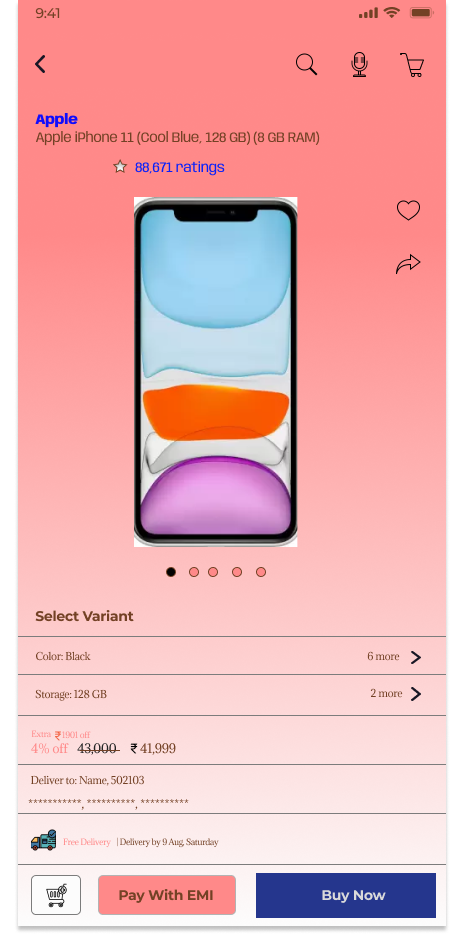 9:41
Apple
Apple iPhone 11 (Cool Blue, 128 GB) (8 GB RAM)
88,671 ratings
Select Variant
Color: Black 6 more
Storage: 128 GB 2 more
Extra ₹1901 off
4% off 43,000 ₹ 41,999
Deliver to: Name, 502103
***********, **********, **********
Free Delivery | Delivery by 9 Aug, Saturday
Pay With EMI Buy Now